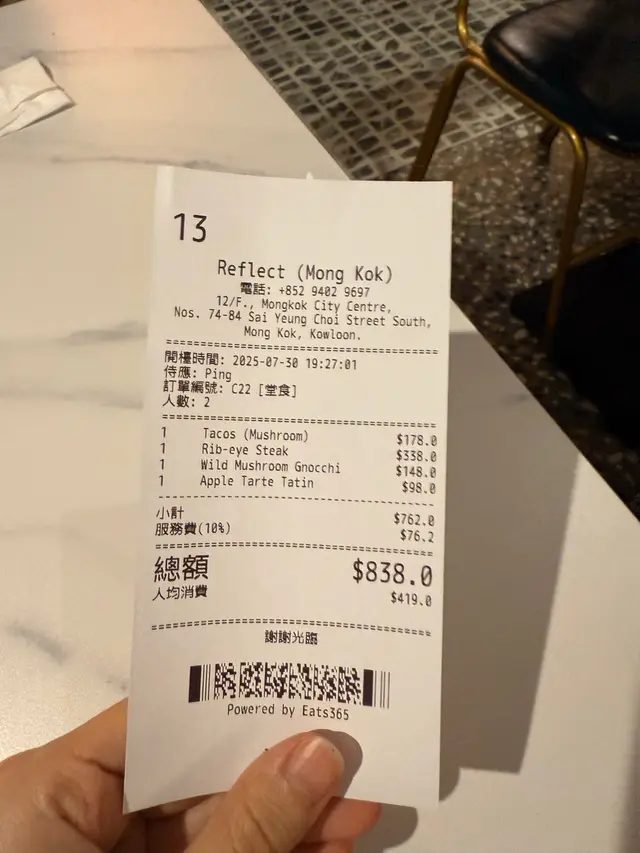 13
Reflect (Mong Kok)
電話: +852 9402 9697
12/F., Mongkok City Centre,
Nos. 74-84 Sai Yeung Choi Street South,
Mong Kok, Kowloon.
開檯時間: 2025-07-30 19:27:01
侍應: Ping
訂單編號: C22 [堂食]
人數: 2
1 Tacos (Mushroom) $178.0
1 Rib-eye Steak $338.0
1 Wild Mushroom Gnocchi $148.0
1 Apple Tarte Tatin $98.0
小計 $762.0
服務費(10%) $76.2
總額 $838.0
人均消費 $419.0
謝謝光臨
Powered by Eats365